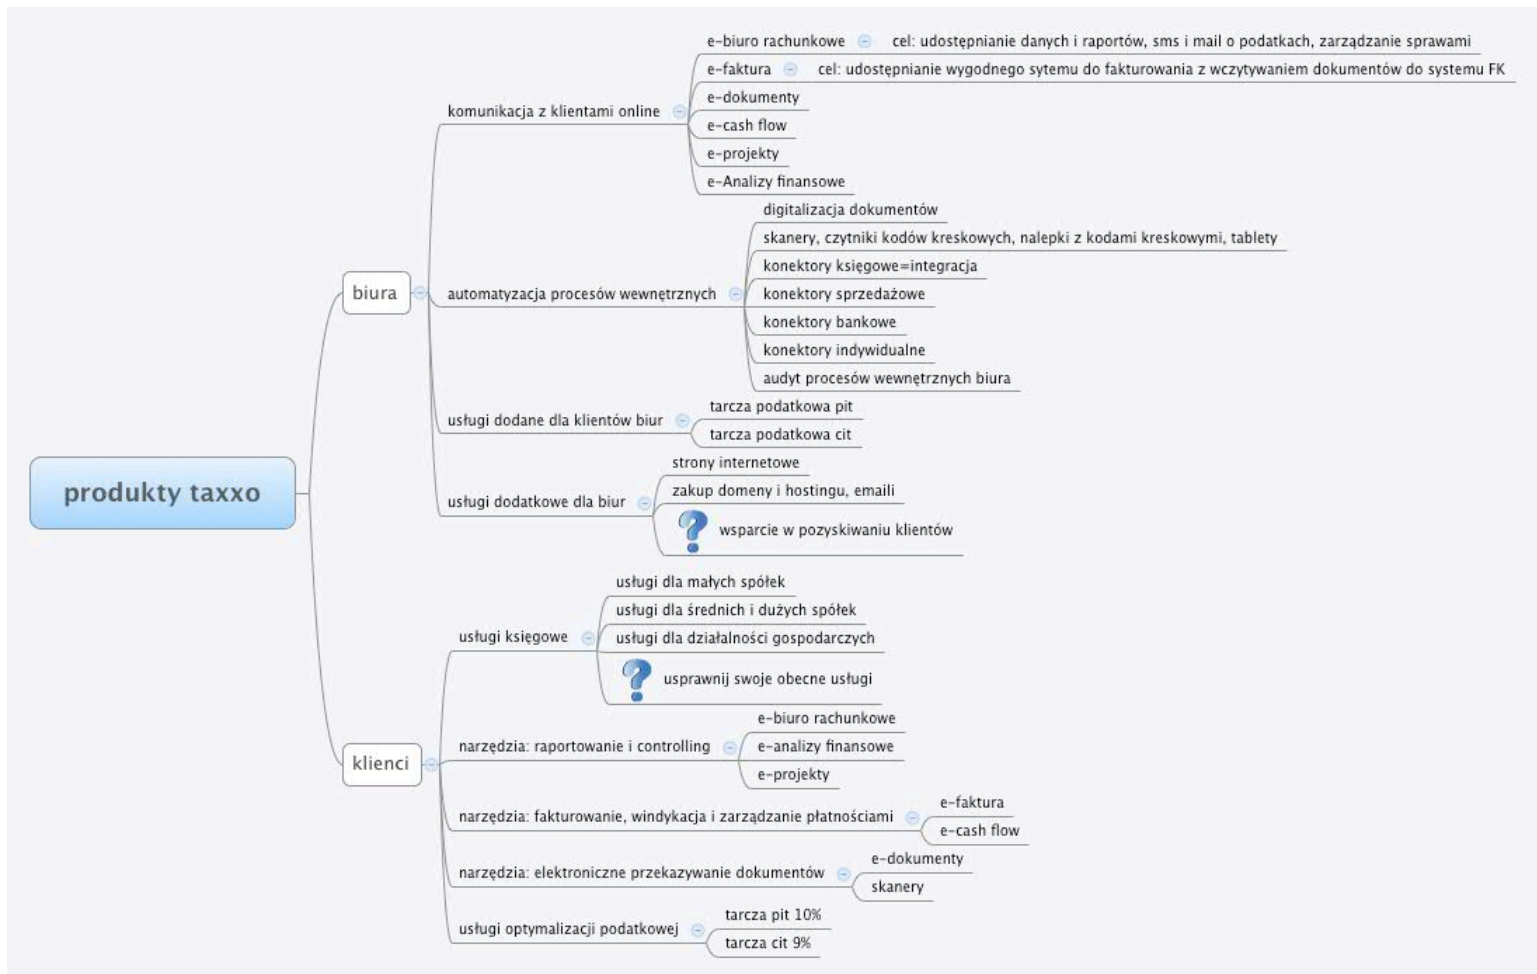 produkty taxxo
biura
komunikacja z klientami online
e-biuro rachunkowe
cel: udostępnianie danych i raportów, sms i mail o podatkach, zarządzanie sprawami
e-faktura
cel: udostępnianie wygodnego sytemu do fakturowania z wczytywaniem dokumentów do systemu FK
e-dokumenty
e-cash flow
e-projekty
e-Analizy finansowe
automatyzacja procesów wewnętrznych
digitalizacja dokumentów
skanery, czytniki kodów kreskowych, nalepki z kodami kreskowymi, tablety
konektory księgowe=integracja
konektory sprzedażowe
konektory bankowe
konektory indywidualne
audyt procesów wewnętrznych biura
usługi dodane dla klientów biur
tarcza podatkowa pit
tarcza podatkowa cit
usługi dodatkowe dla biur
strony internetowe
zakup domeny i hostingu, emaili
? wsparcie w pozyskiwaniu klientów
klienci
usługi księgowe
usługi dla małych spółek
usługi dla średnich i dużych spółek
usługi dla działalności gospodarczych
? usprawnij swoje obecne usługi
narzędzia: raportowanie i controlling
e-biuro rachunkowe
e-analizy finansowe
e-projekty
narzędzia: fakturowanie, windykacja i zarządzanie płatnościami
e-faktura
e-cash flow
narzędzia: elektroniczne przekazywanie dokumentów
e-dokumenty
skanery
usługi optymalizacji podatkowej
tarcza pit 10%
tarcza cit 9%